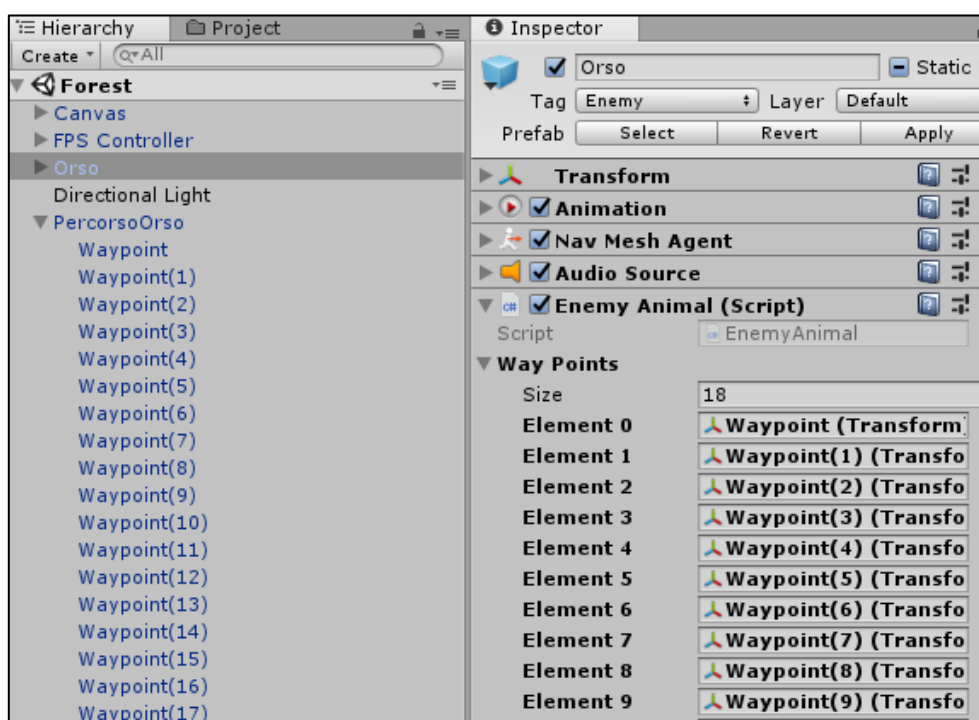 Hierarchy
Project
Create
All
Forest
Canvas
FPS Controller
Orso
Directional Light
PercorsoOrso
Waypoint
Waypoint(1)
Waypoint(2)
Waypoint(3)
Waypoint(4)
Waypoint(5)
Waypoint(6)
Waypoint(7)
Waypoint(8)
Waypoint(9)
Waypoint(10)
Waypoint(11)
Waypoint(12)
Waypoint(13)
Waypoint(14)
Waypoint(15)
Waypoint(16)
Waypoint(17)
Inspector
Orso Static
Tag Enemy Layer Default
Prefab Select Revert Apply
Transform
Animation
Nav Mesh Agent
Audio Source
C# Enemy Animal (Script)
Script EnemyAnimal
Way Points
Size 18
Element 0 Waypoint (Transform)
Element 1 Waypoint(1) (Transfo
Element 2 Waypoint(2) (Transfo
Element 3 Waypoint(3) (Transfo
Element 4 Waypoint(4) (Transfo
Element 5 Waypoint(5) (Transfo
Element 6 Waypoint(6) (Transfo
Element 7 Waypoint(7) (Transfo
Element 8 Waypoint(8) (Transfo
Element 9 Waypoint(9) (Transfo